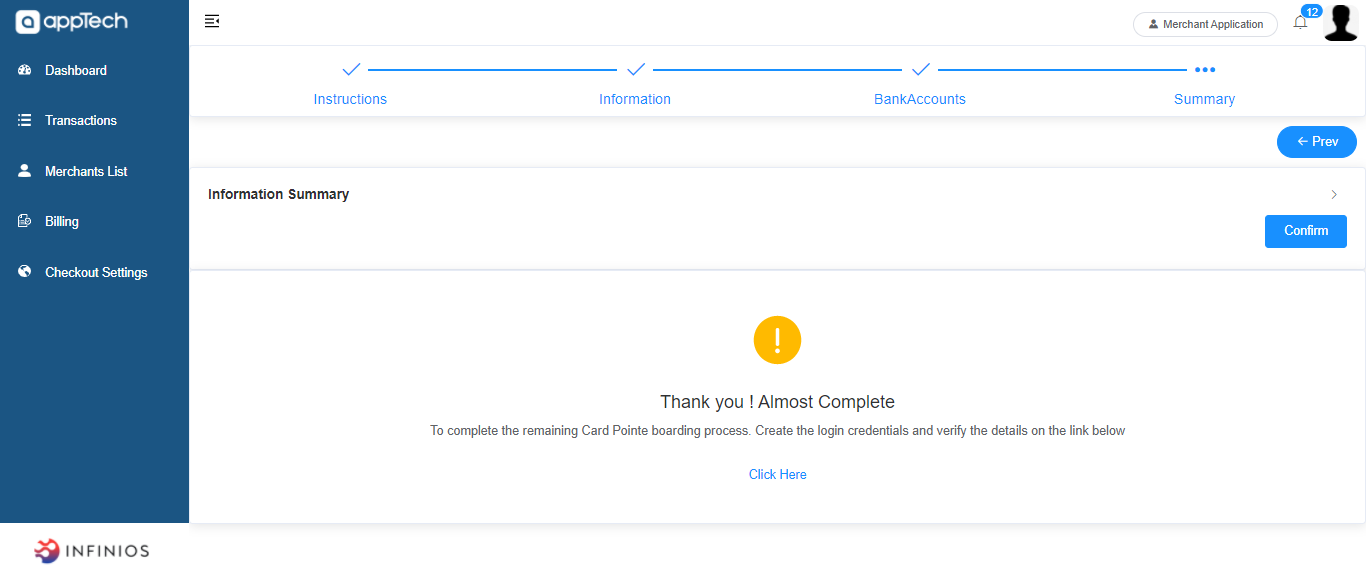 appTech
Merchant Application
12
Dashboard
Transactions
Merchants List
Billing
Checkout Settings
Instructions
Information
BankAccounts
Summary
Prev
Information Summary
Confirm
Thank you ! Almost Complete
To complete the remaining Card Pointe boarding process. Create the login credentials and verify the details on the link below
Click Here
INFINIOS